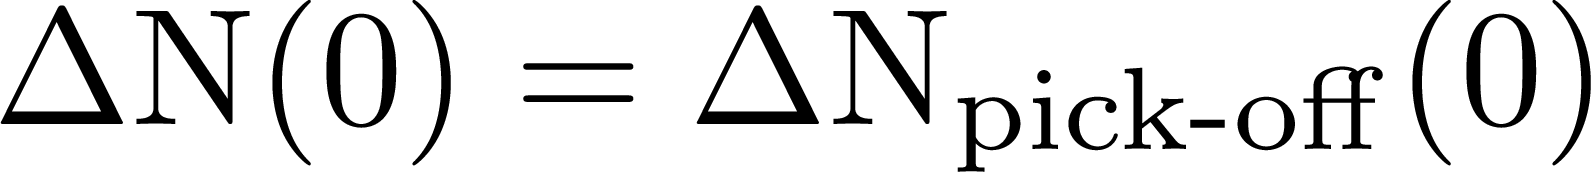 ΔN(0) = ΔN_pick-off(0)